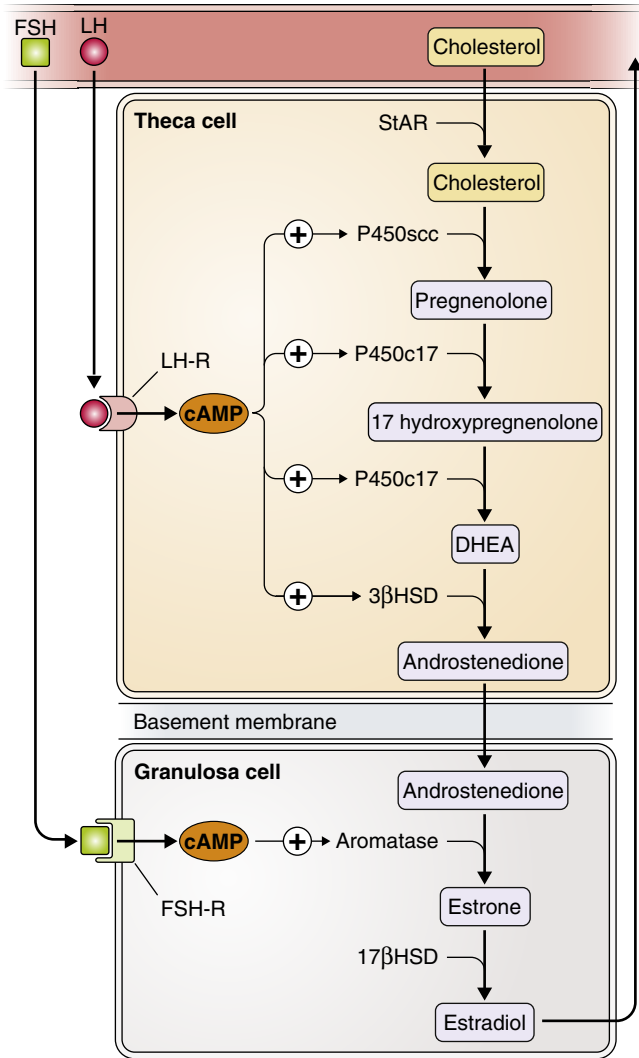 FSH LH
Cholesterol
Theca cell
StAR
Cholesterol
+ P450scc
Pregnenolone
LH-R
+ P450c17
cAMP
17 hydroxypregnenolone
+ P450c17
DHEA
+ 3βHSD
Androstenedione
Basement membrane
Granulosa cell
Androstenedione
cAMP + Aromatase
FSH-R
Estrone
17βHSD
Estradiol